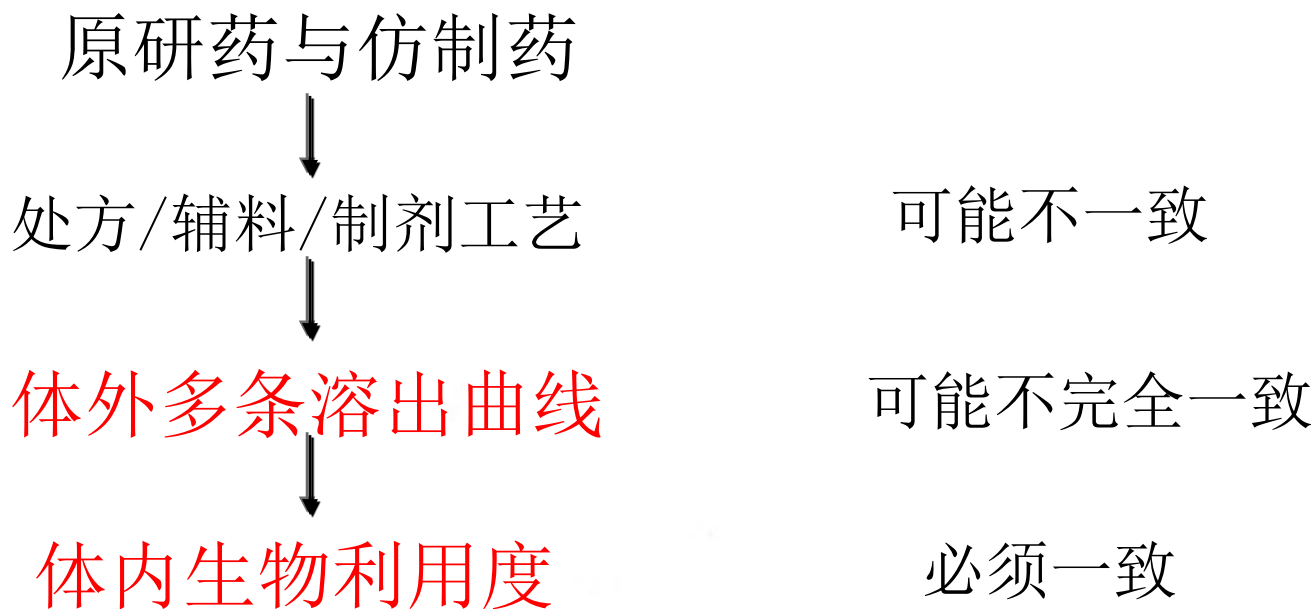 原研药与仿制药
处方/辅料/制剂工艺 可能不一致
体外多条溶出曲线 可能不完全一致
体内生物利用度 必须一致